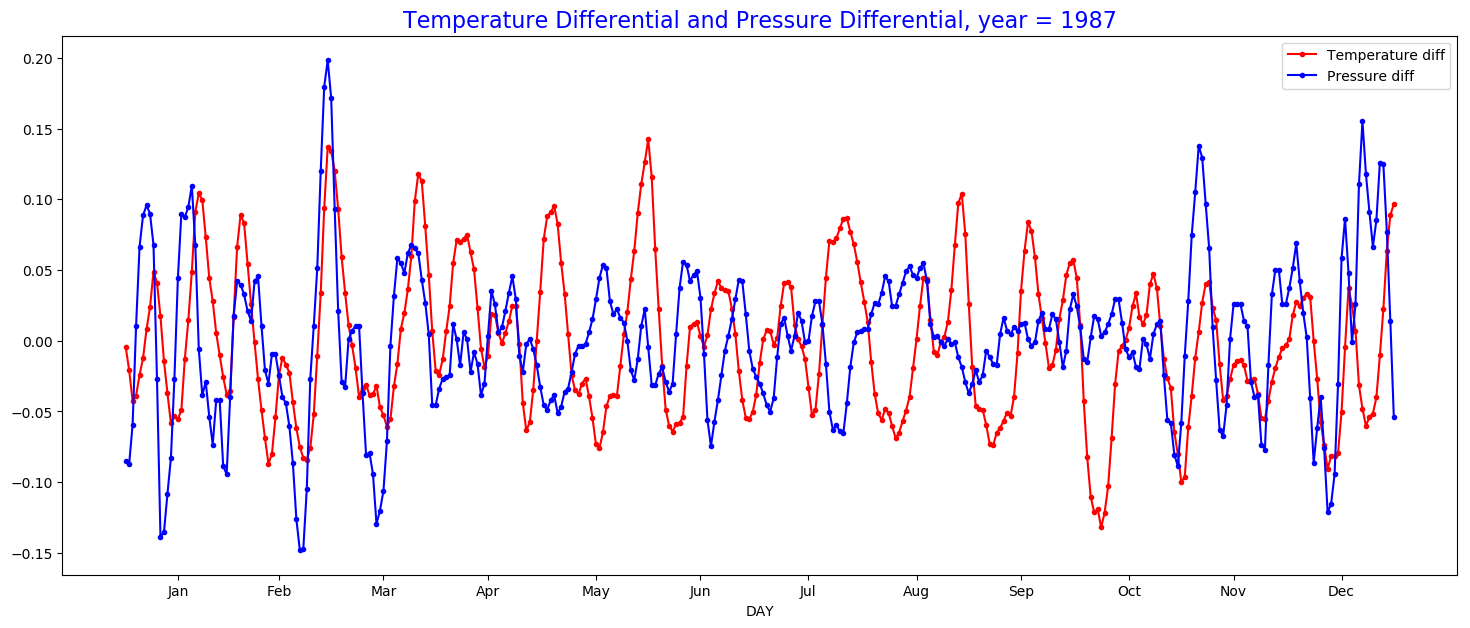 Temperature Differential and Pressure Differential, year = 1987
Temperature diff
Pressure diff
0.20
0.15
0.10
0.05
0.00
−0.05
−0.10
−0.15
Jan Feb Mar Apr May Jun Jul Aug Sep Oct Nov Dec
DAY